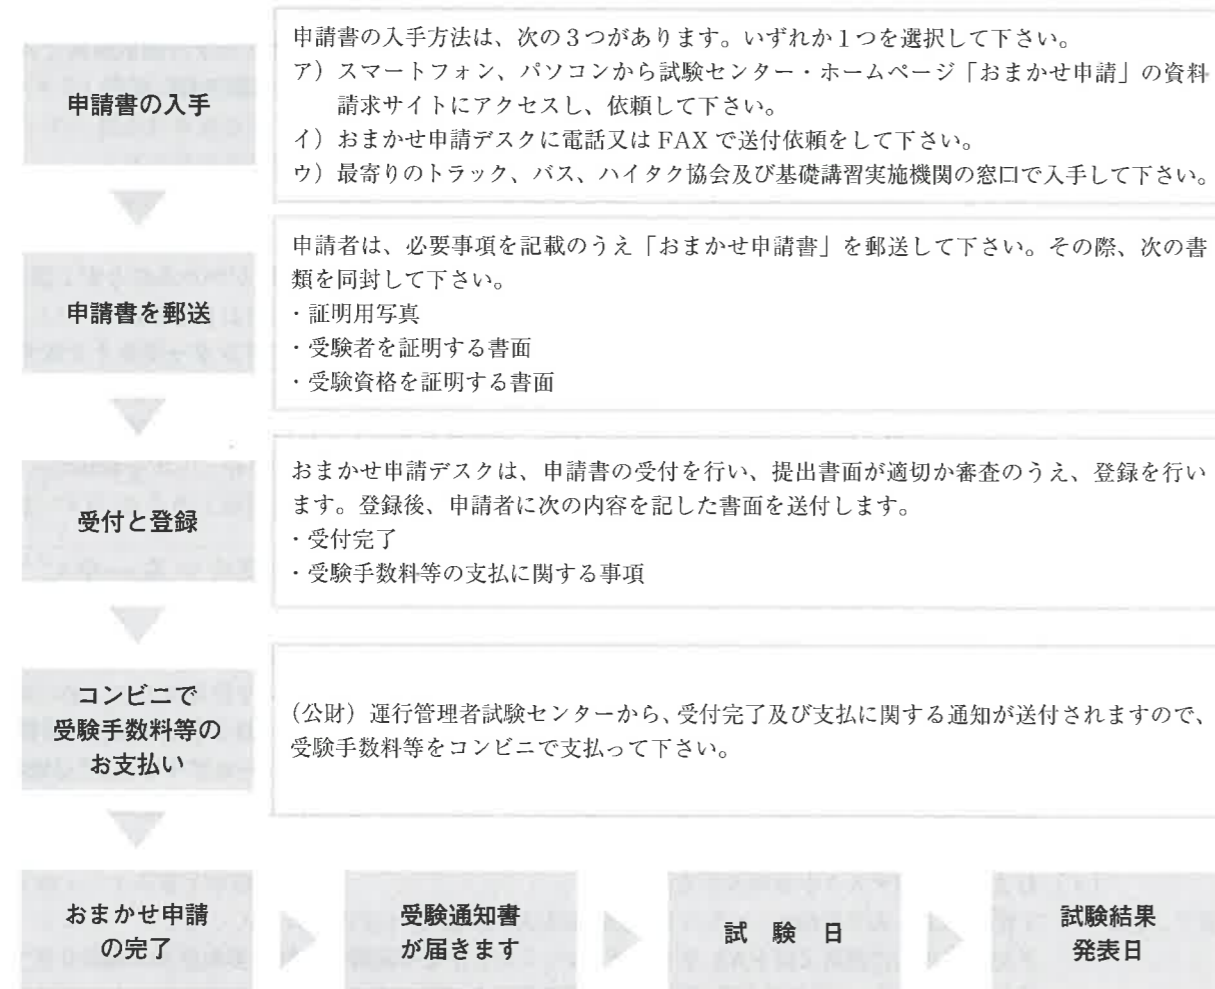 申請書の入手
申請書の入手方法は、次の3つがあります。いずれか1つを選択して下さい。
ア）スマートフォン、パソコンから試験センター・ホームページ「おまかせ申請」の資料
請求サイトにアクセスし、依頼して下さい。
イ）おまかせ申請デスクに電話又は FAX で送付依頼をして下さい。
ウ）最寄りのトラック、バス、ハイタク協会及び基礎講習実施機関の窓口で入手して下さい。
申請書を郵送
申請者は、必要事項を記載のうえ「おまかせ申請書」を郵送して下さい。その際、次の書
類を同封して下さい。
・証明用写真
・受験者を証明する書面
・受験資格を証明する書面
受付と登録
おまかせ申請デスクは、申請書の受付を行い、提出書面が適切か審査のうえ、登録を行い
ます。登録後、申請者に次の内容を記した書面を送付します。
・受付完了
・受験手数料等の支払に関する事項
コンビニで
受験手数料等の
お支払い
（公財）運行管理者試験センターから、受付完了及び支払に関する通知が送付されますので、
受験手数料等をコンビニで支払って下さい。
おまかせ申請
の完了
受験通知書
が届きます
試 験 日
試験結果
発表日